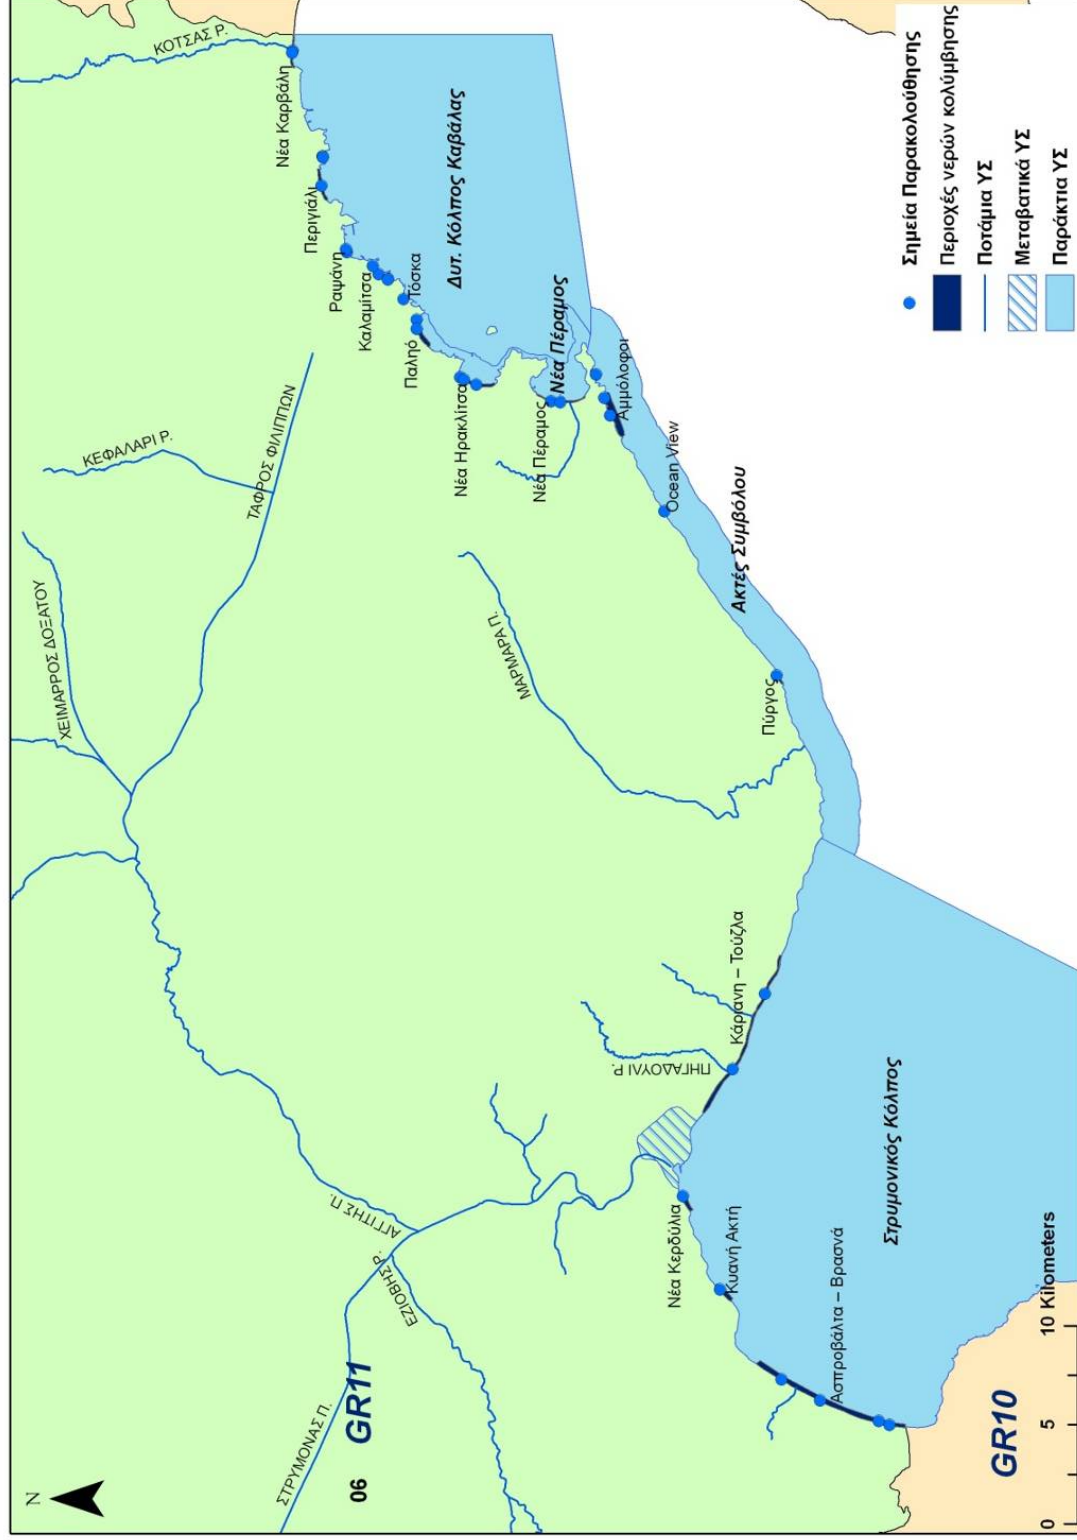 N
ΣΤΡΥΜΟΝΑΣ Π.
06
GR11
ΕΖΙΟΒΗΣ Ρ.
ΑΓΓΙΤΗΣ Π.
ΧΕΙΜΑΡΡΟΣ ΔΟΞΑΤΟΥ
ΚΕΦΑΛΑΡΙ Ρ.
ΤΑΦΡΟΣ ΦΙΛΙΠΠΩΝ
ΚΟΤΣΑΣ Ρ.
Νέα Καρβάλη
Περιγιάλι
Ραψάνη
Καλαμίτσα
Τόσκα
Παληό
Δυτ. Κόλπος Καβάλας
Νέα Ηρακλίτσα
Νέα Πέραμος
Νέα Πέραμος
Αμμόλοφοι
ΜΑΡΜΑΡΑ Π.
Ocean View
Ακτές Συμβόλου
Πύργος
ΠΗΓΑΔΟΥΛΙ Ρ.
Κάριανη – Τούζλα
Νέα Κερδύλια
Κυανή Ακτή
Ασπροβάλτα – Βρασνά
Στρυμονικός Κόλπος
GR10
0 5 10 Kilometers
Σημεία Παρακολούθησης
Περιοχές νερών κολύμβησης
Ποτάμια ΥΣ
Μεταβατικά ΥΣ
Παράκτια ΥΣ